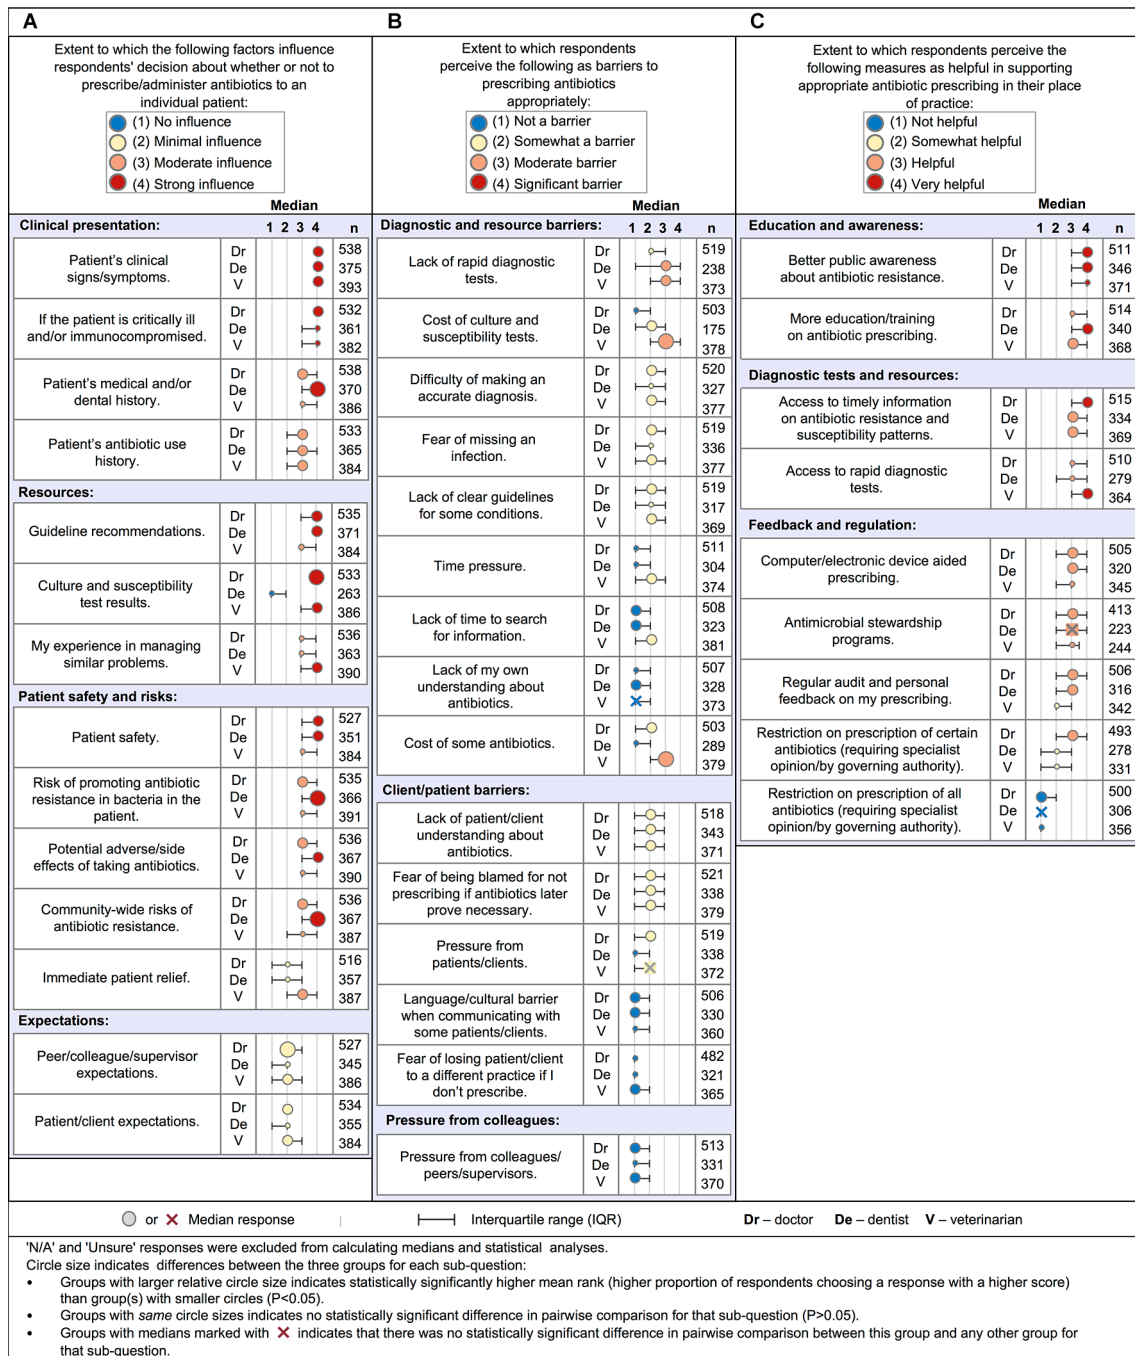 A
B
C
Extent to which the following factors influence
respondents' decision about whether or not to
prescribe/administer antibiotics to an
individual patient:
(1) No influence
(2) Minimal influence
(3) Moderate influence
(4) Strong influence
Median
Clinical presentation: 1 2 3 4 n
Patient's clinical
signs/symptoms.
Dr 538
De 375
V 393
If the patient is critically ill
and/or immunocompromised.
Dr 532
De 361
V 382
Patient's medical and/or
dental history.
Dr 538
De 370
V 386
Patient's antibiotic use
history.
Dr 533
De 365
V 384
Resources:
Guideline recommendations.
Dr 535
De 371
V 384
Culture and susceptibility
test results.
Dr 533
De 263
V 386
My experience in managing
similar problems.
Dr 536
De 363
V 390
Patient safety and risks:
Patient safety.
Dr 527
De 351
V 384
Risk of promoting antibiotic
resistance in bacteria in the
patient.
Dr 535
De 366
V 391
Potential adverse/side
effects of taking antibiotics.
Dr 536
De 367
V 390
Community-wide risks of
antibiotic resistance.
Dr 536
De 367
V 387
Immediate patient relief.
Dr 516
De 357
V 387
Expectations:
Peer/colleague/supervisor
expectations.
Dr 527
De 345
V 386
Patient/client expectations.
Dr 534
De 355
V 384
Extent to which respondents
perceive the following as barriers to
prescribing antibiotics
appropriately:
(1) Not a barrier
(2) Somewhat a barrier
(3) Moderate barrier
(4) Significant barrier
Median
Diagnostic and resource barriers: 1 2 3 4 n
Lack of rapid diagnostic
tests.
Dr 519
De 238
V 373
Cost of culture and
susceptibility tests.
Dr 503
De 175
V 378
Difficulty of making an
accurate diagnosis.
Dr 520
De 327
V 377
Fear of missing an
infection.
Dr 519
De 336
V 377
Lack of clear guidelines
for some conditions.
Dr 519
De 317
V 369
Time pressure.
Dr 511
De 304
V 374
Lack of time to search
for information.
Dr 508
De 323
V 381
Lack of my own
understanding about
antibiotics.
Dr 507
De 328
V 373
Cost of some antibiotics.
Dr 503
De 289
V 379
Client/patient barriers:
Lack of patient/client
understanding about
antibiotics.
Dr 518
De 343
V 371
Fear of being blamed for not
prescribing if antibiotics later
prove necessary.
Dr 521
De 338
V 379
Pressure from
patients/clients.
Dr 519
De 338
V 372
Language/cultural barrier
when communicating with
some patients/clients.
Dr 506
De 330
V 360
Fear of losing patient/client
to a different practice if I
don't prescribe.
Dr 482
De 321
V 365
Pressure from colleagues:
Pressure from colleagues/
peers/supervisors.
Dr 513
De 331
V 370
Extent to which respondents perceive the
following measures as helpful in supporting
appropriate antibiotic prescribing in their place
of practice:
(1) Not helpful
(2) Somewhat helpful
(3) Helpful
(4) Very helpful
Median
Education and awareness: 1 2 3 4 n
Better public awareness
about antibiotic resistance.
Dr 511
De 346
V 371
More education/training
on antibiotic prescribing.
Dr 514
De 340
V 368
Diagnostic tests and resources:
Access to timely information
on antibiotic resistance and
susceptibility patterns.
Dr 515
De 334
V 369
Access to rapid diagnostic
tests.
Dr 510
De 279
V 364
Feedback and regulation:
Computer/electronic device aided
prescribing.
Dr 505
De 320
V 345
Antimicrobial stewardship
programs.
Dr 413
De 223
V 244
Regular audit and personal
feedback on my prescribing.
Dr 506
De 316
V 342
Restriction on prescription of certain
antibiotics (requiring specialist
opinion/by governing authority).
Dr 493
De 278
V 331
Restriction on prescription of all
antibiotics (requiring specialist
opinion/by governing authority).
Dr 500
De 306
V 356
or Median response Interquartile range (IQR) Dr – doctor De – dentist V – veterinarian
'N/A' and 'Unsure' responses were excluded from calculating medians and statistical analyses.
Circle size indicates differences between the three groups for each sub-question:
• Groups with larger relative circle size indicates statistically significantly higher mean rank (higher proportion of respondents choosing a response with a higher score)
than group(s) with smaller circles (P<0.05).
• Groups with same circle sizes indicates no statistically significant difference in pairwise comparison for that sub-question (P>0.05).
• Groups with medians marked with indicates that there was no statistically significant difference in pairwise comparison between this group and any other group for
that sub-question.